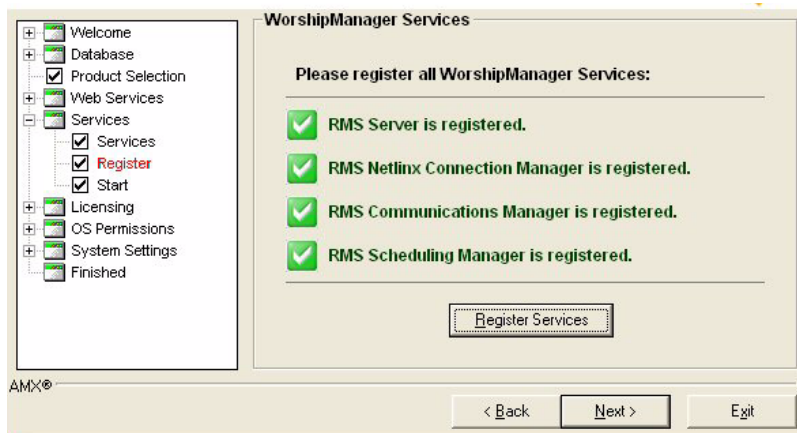 Welcome
Database
Product Selection
Web Services
Services
Services
Register
Start
Licensing
OS Permissions
System Settings
Finished
WorshipManager Services
Please register all WorshipManager Services:
RMS Server is registered.
RMS Netlinx Connection Manager is registered.
RMS Communications Manager is registered.
RMS Scheduling Manager is registered.
Register Services
AMX®
< Back
Next >
Exit